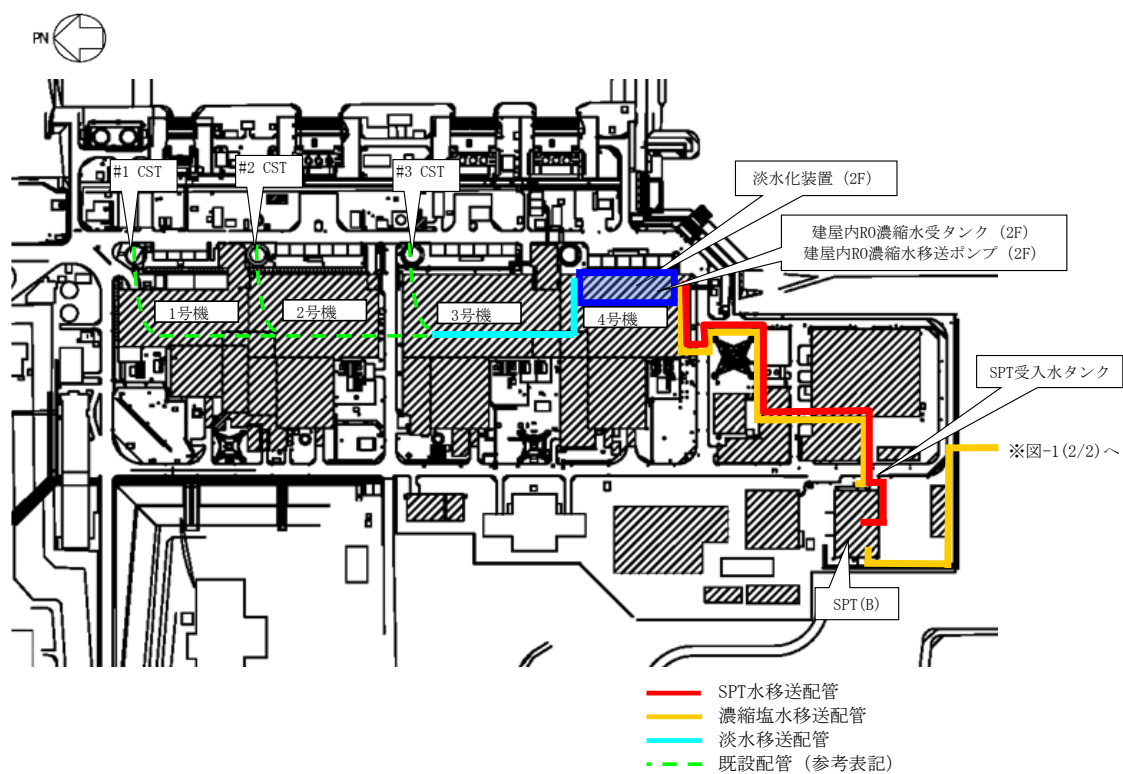 PN
#1 CST
#2 CST
#3 CST
淡水化装置 (2F)
建屋内RO濃縮水受タンク (2F)
建屋内RO濃縮水移送ポンプ (2F)
1号機
2号機
3号機
4号機
SPT受入水タンク
※図-1(2/2)へ
SPT(B)
SPT水移送配管
濃縮塩水移送配管
淡水移送配管
既設配管 (参考表記)